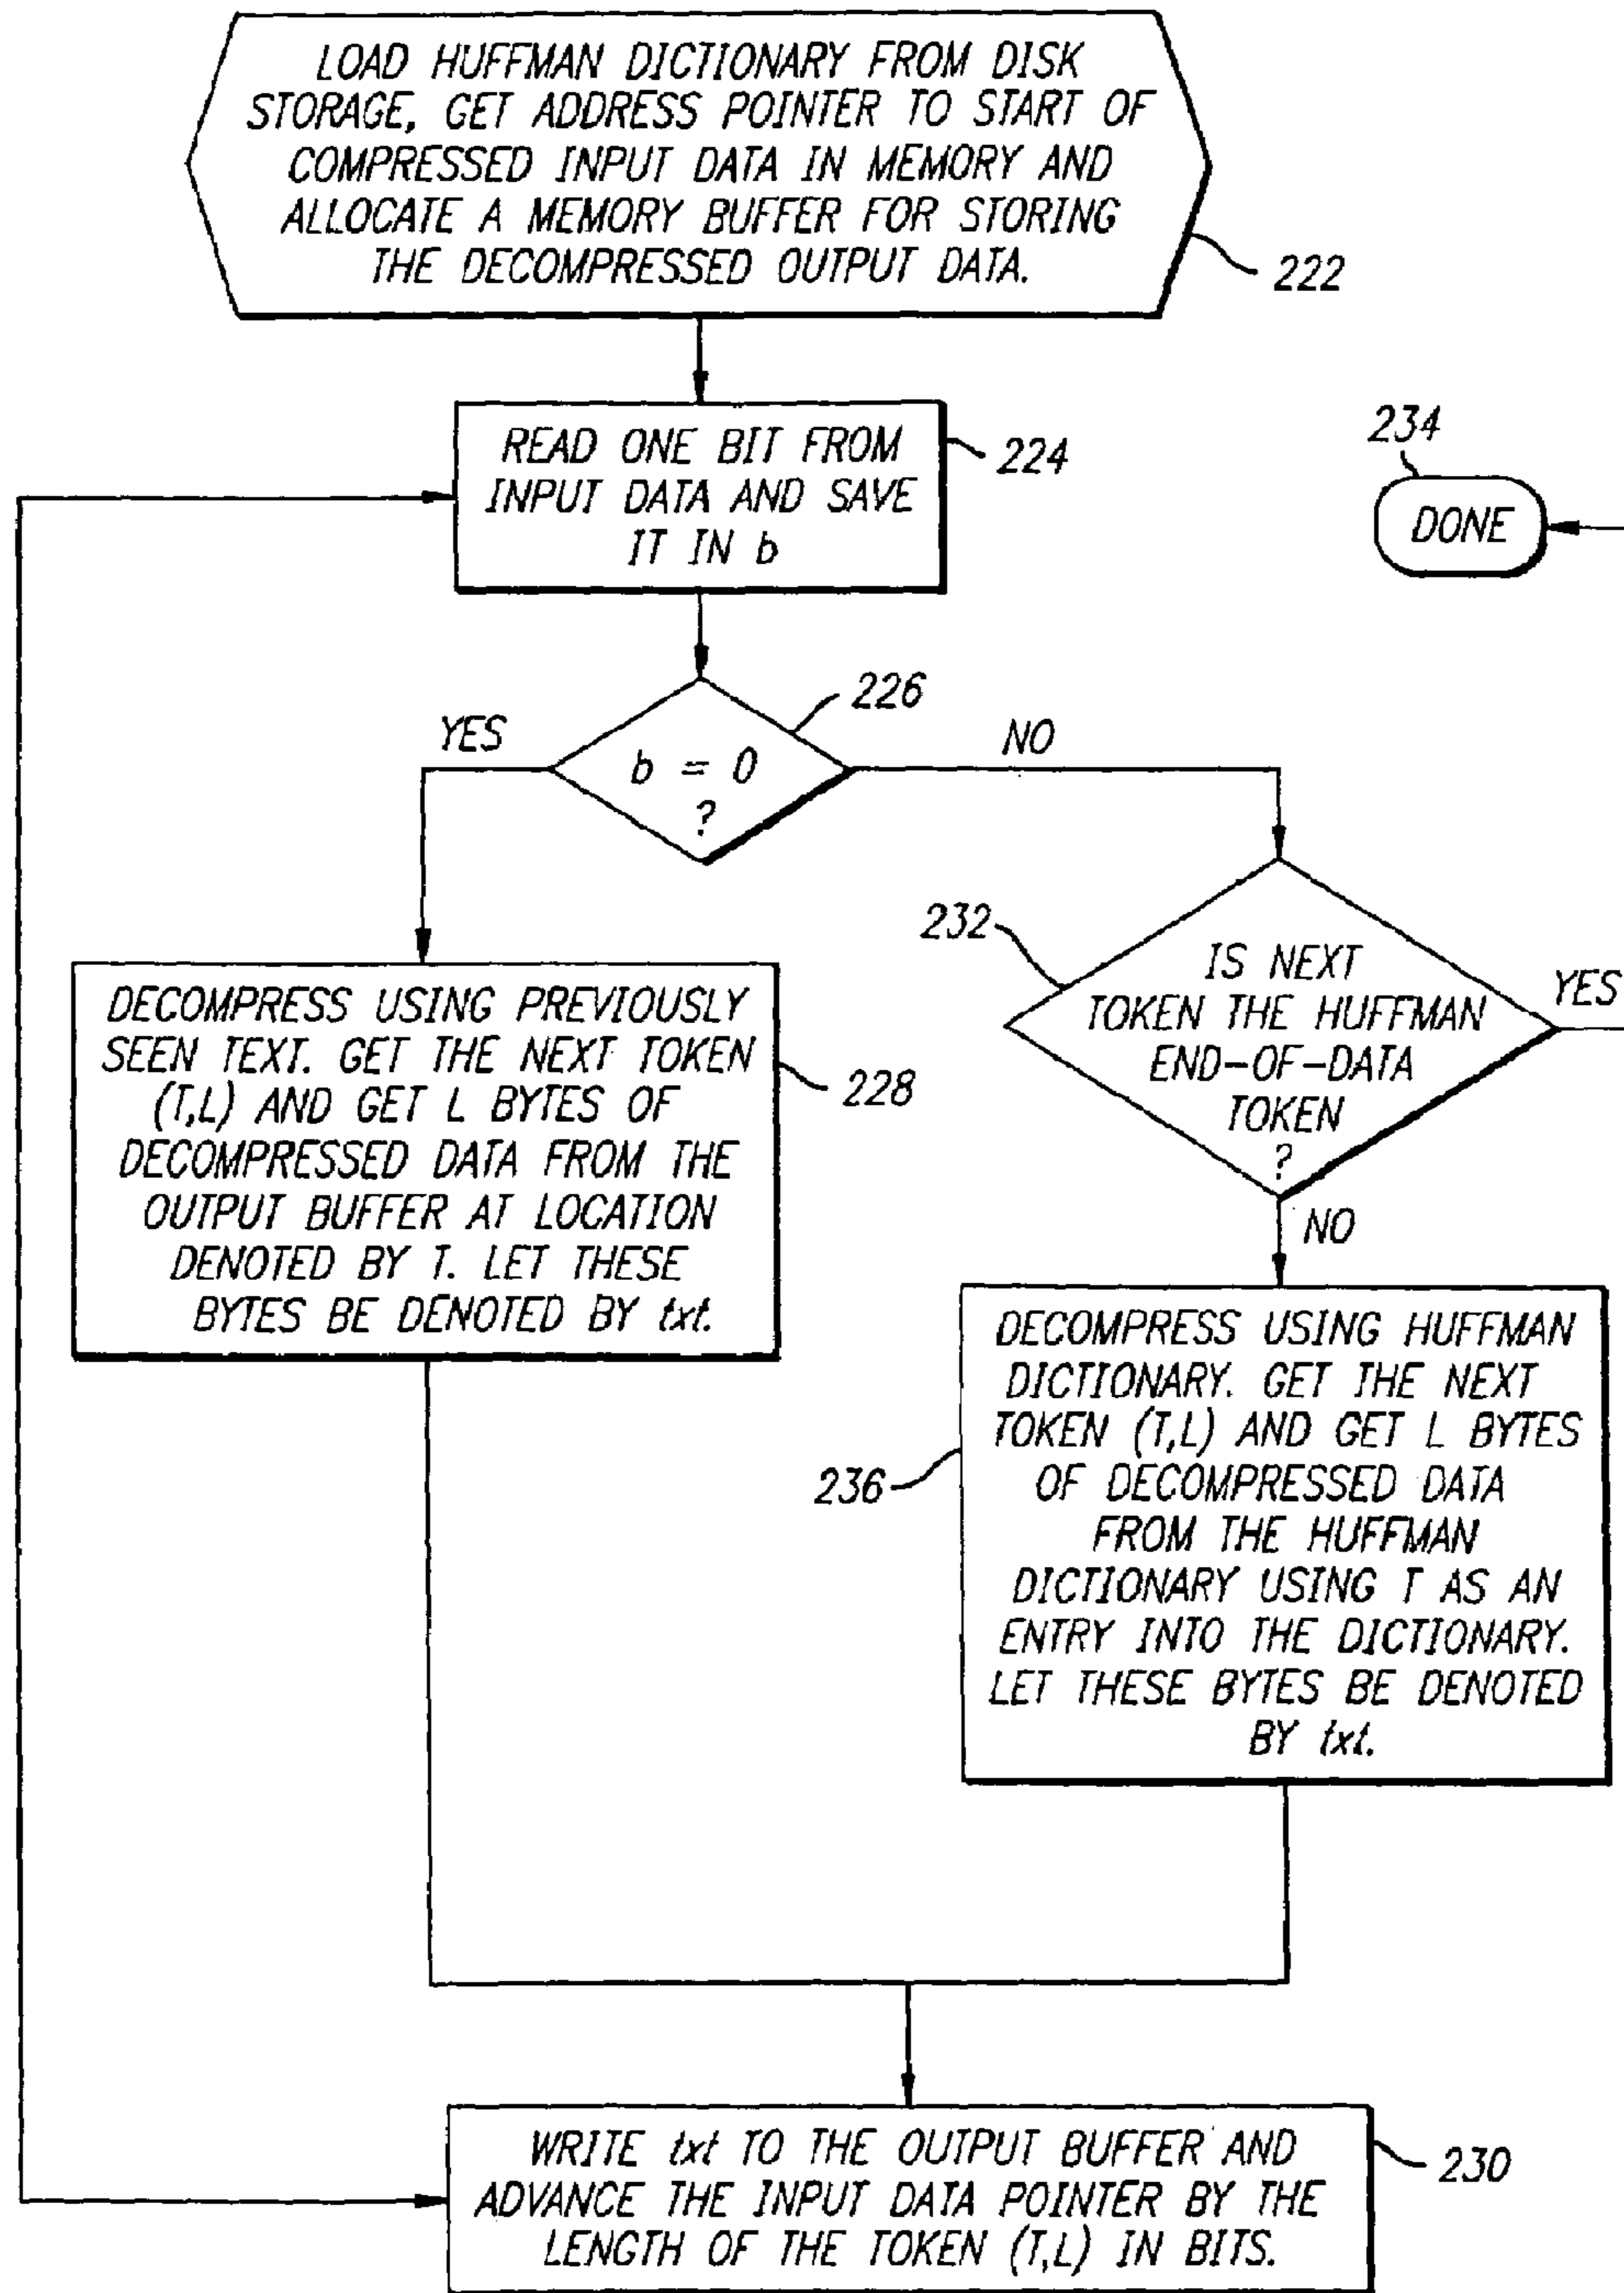 LOAD HUFFMAN DICTIONARY FROM DISK
STORAGE, GET ADDRESS POINTER TO START OF
COMPRESSED INPUT DATA IN MEMORY AND
ALLOCATE A MEMORY BUFFER FOR STORING
THE DECOMPRESSED OUTPUT DATA.
222
READ ONE BIT FROM
INPUT DATA AND SAVE
IT IN b
224
234
DONE
226
YES
b = 0
?
NO
232
IS NEXT
TOKEN THE HUFFMAN
END-OF-DATA
TOKEN
?
YES
NO
DECOMPRESS USING PREVIOUSLY
SEEN TEXT. GET THE NEXT TOKEN
(T,L) AND GET L BYTES OF
DECOMPRESSED DATA FROM THE
OUTPUT BUFFER AT LOCATION
DENOTED BY T. LET THESE
BYTES BE DENOTED BY txt.
228
DECOMPRESS USING HUFFMAN
DICTIONARY. GET THE NEXT
TOKEN (T,L) AND GET L BYTES
OF DECOMPRESSED DATA
FROM THE HUFFMAN
DICTIONARY USING T AS AN
ENTRY INTO THE DICTIONARY.
LET THESE BYTES BE DENOTED
BY txt.
236
WRITE txt TO THE OUTPUT BUFFER AND
ADVANCE THE INPUT DATA POINTER BY THE
LENGTH OF THE TOKEN (T,L) IN BITS.
230